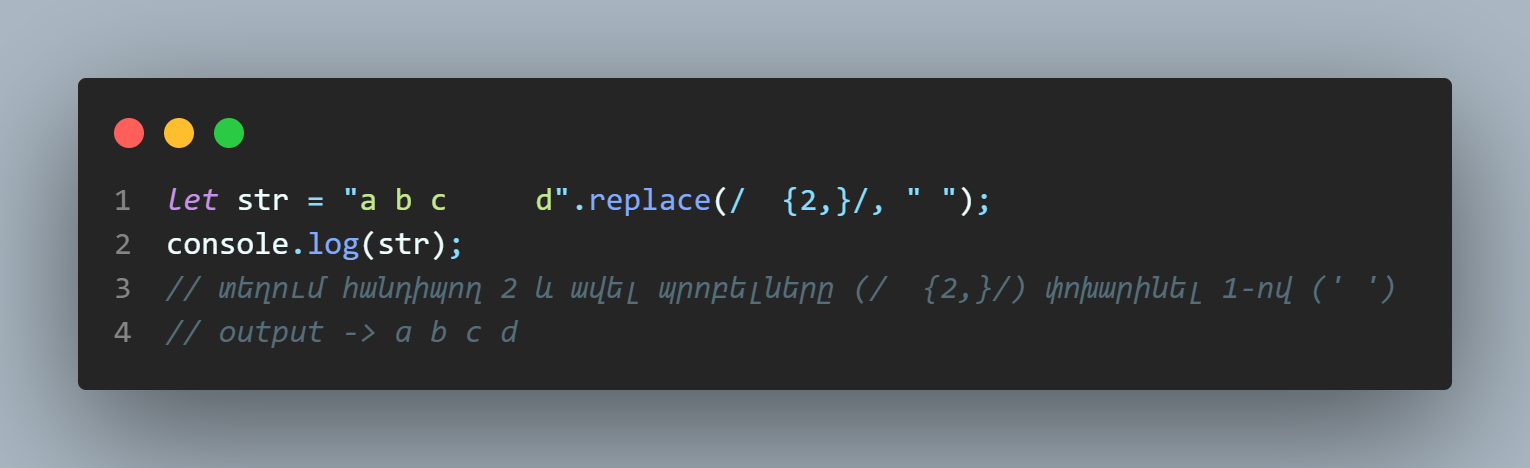 1 let str = "a b c     d".replace(/  {2,}/, " ");
2 console.log(str);
3 // տեղում հանդիպող 2 և ավել պրոբելները (/  {2,}/) փոխարինել 1-ով (' ')
4 // output -> a b c d